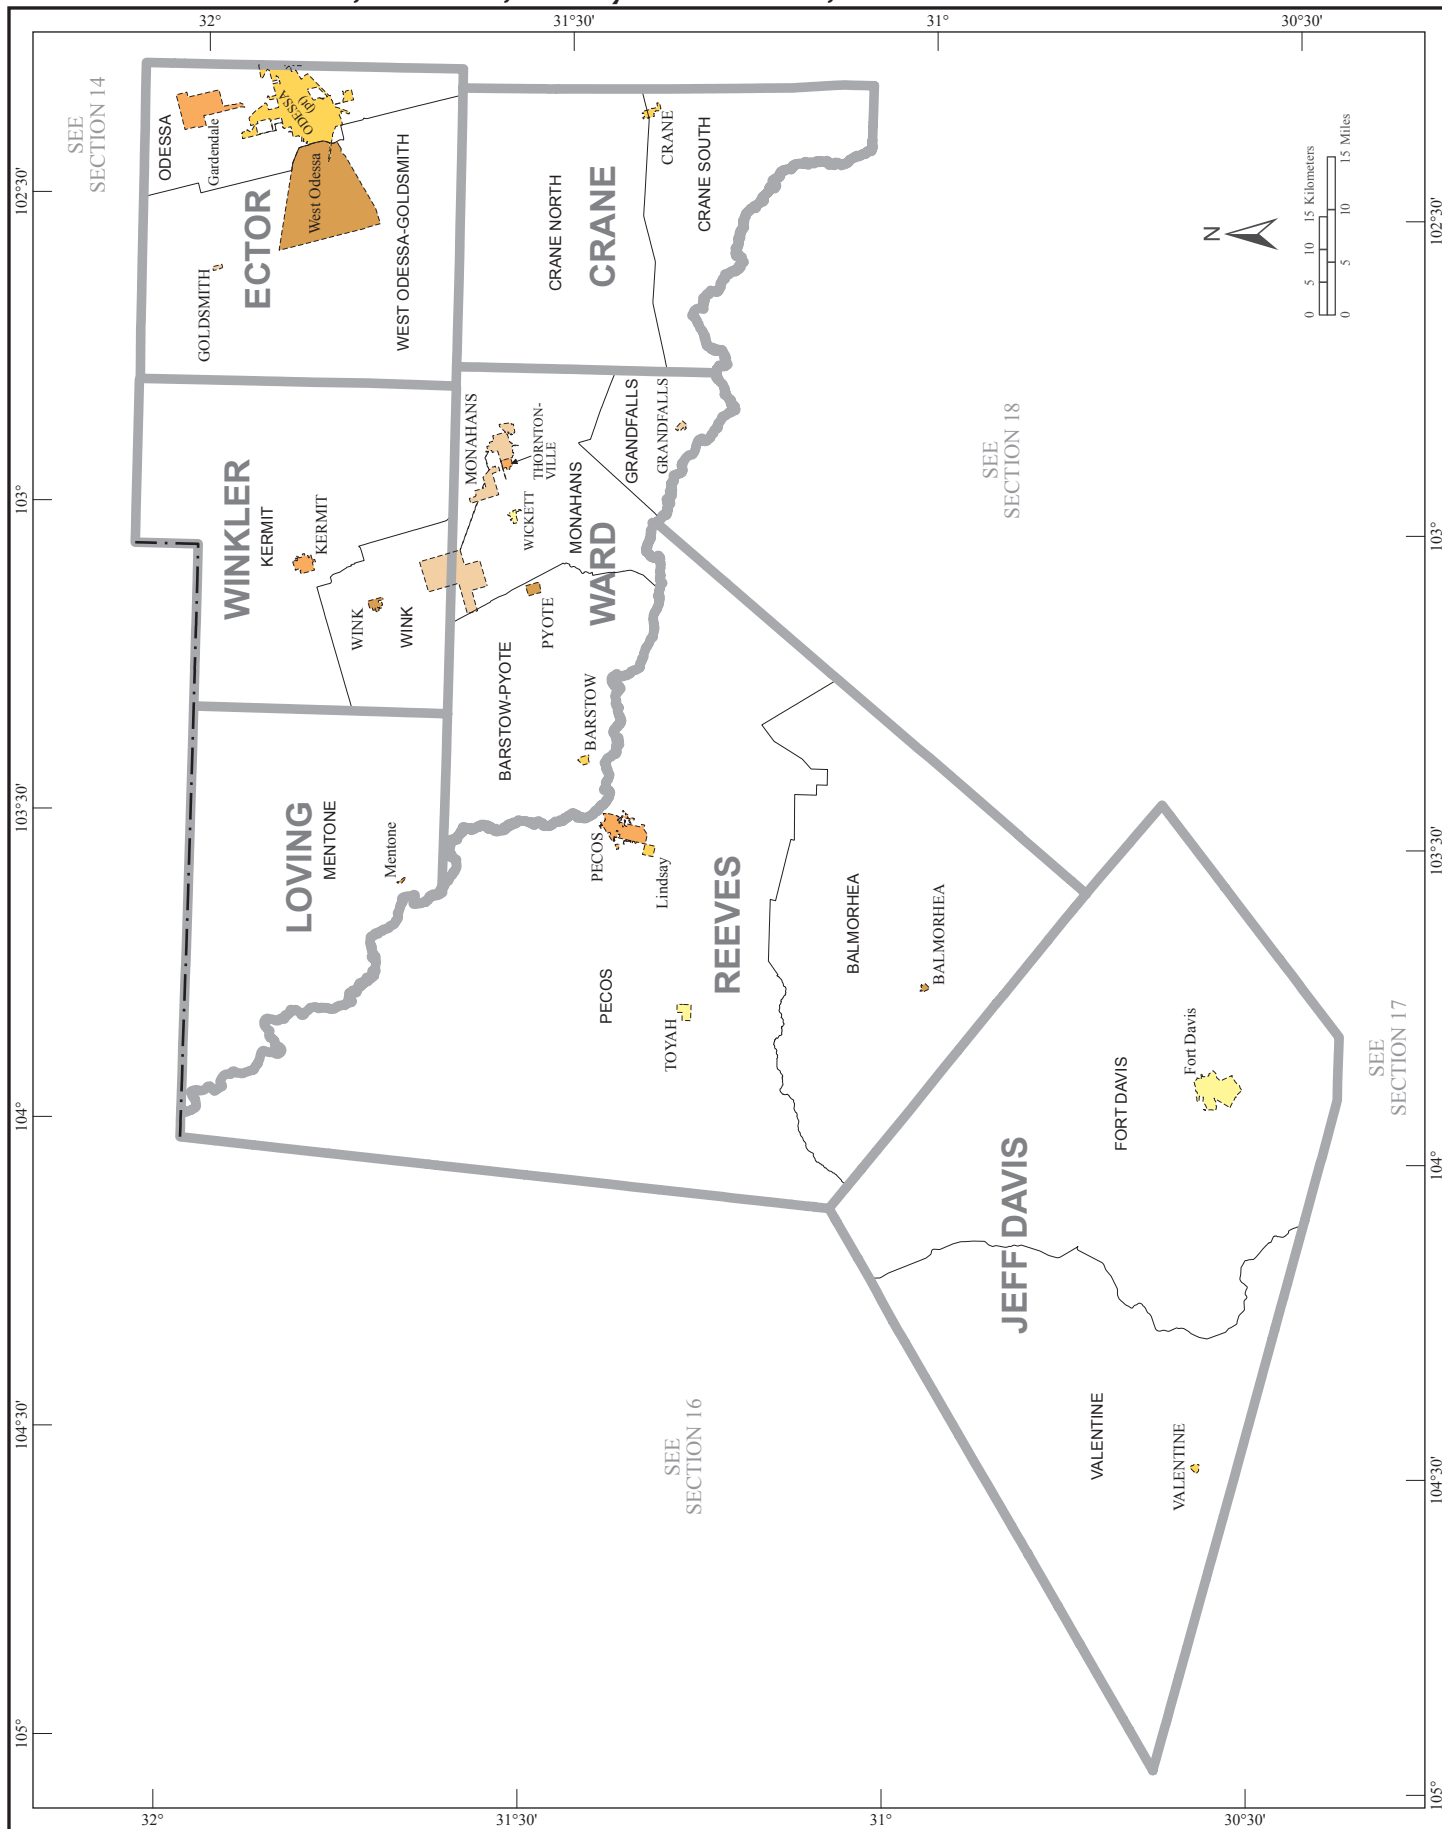 32°
31°30'
31°
30°30'
SEE
SECTION 14
102°30'
ODESSA
Gardendale
ODESSA
(pt)
West Odessa
ECTOR
GOLDSMITH
WEST ODESSA-GOLDSMITH
CRANE
CRANE NORTH
CRANE
CRANE SOUTH
102°30'
N
0 5 10 15 Kilometers
0 5 10 15 Miles
103°
WINKLER
KERMIT
KERMIT
WINK
WINK
MONAHANS
THORNTON-
VILLE
WICKETT
MONAHANS
GRANDFALLS
GRANDFALLS
WARD
PYOTE
BARSTOW-PYOTE
BARSTOW
SEE
SECTION 18
103°
103°30'
LOVING
MENTONE
Mentone
PECOS
Lindsay
REEVES
PECOS
TOYAH
BALMORHEA
BALMORHEA
103°30'
104°
JEFF DAVIS
FORT DAVIS
Fort Davis
SEE
SECTION 17
104°
104°30'
SEE
SECTION 16
VALENTINE
VALENTINE
104°30'
105°
105°
32°
31°30'
31°
30°30'